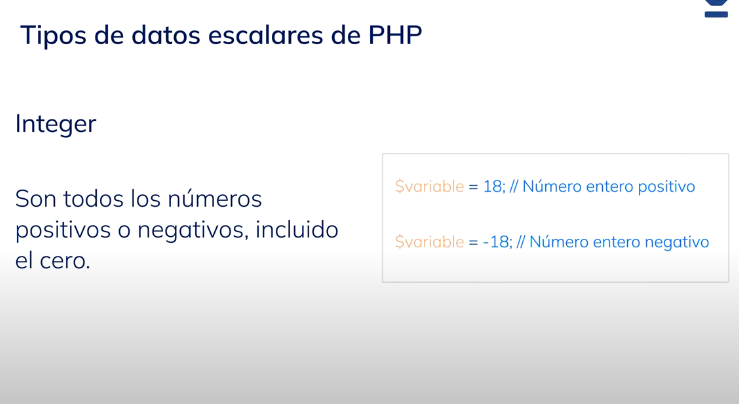 Tipos de datos escalares de PHP
Integer
Son todos los números
positivos o negativos, incluido
el cero.
$variable = 18; // Número entero positivo
$variable = -18; // Número entero negativo